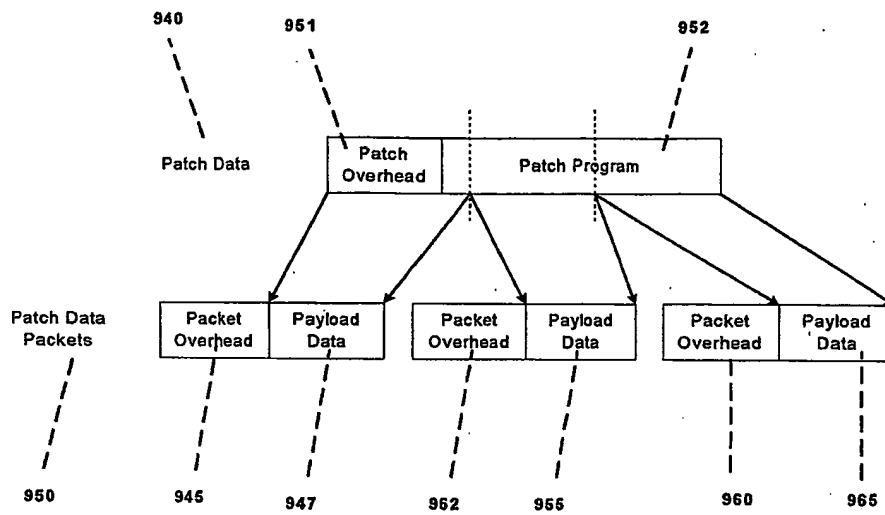 940
951
952
Patch Data
Patch
Overhead
Patch Program
Patch Data
Packets
Packet
Overhead
Payload
Data
Packet
Overhead
Payload
Data
Packet
Overhead
Payload
Data
950
945
947
952
955
960
965